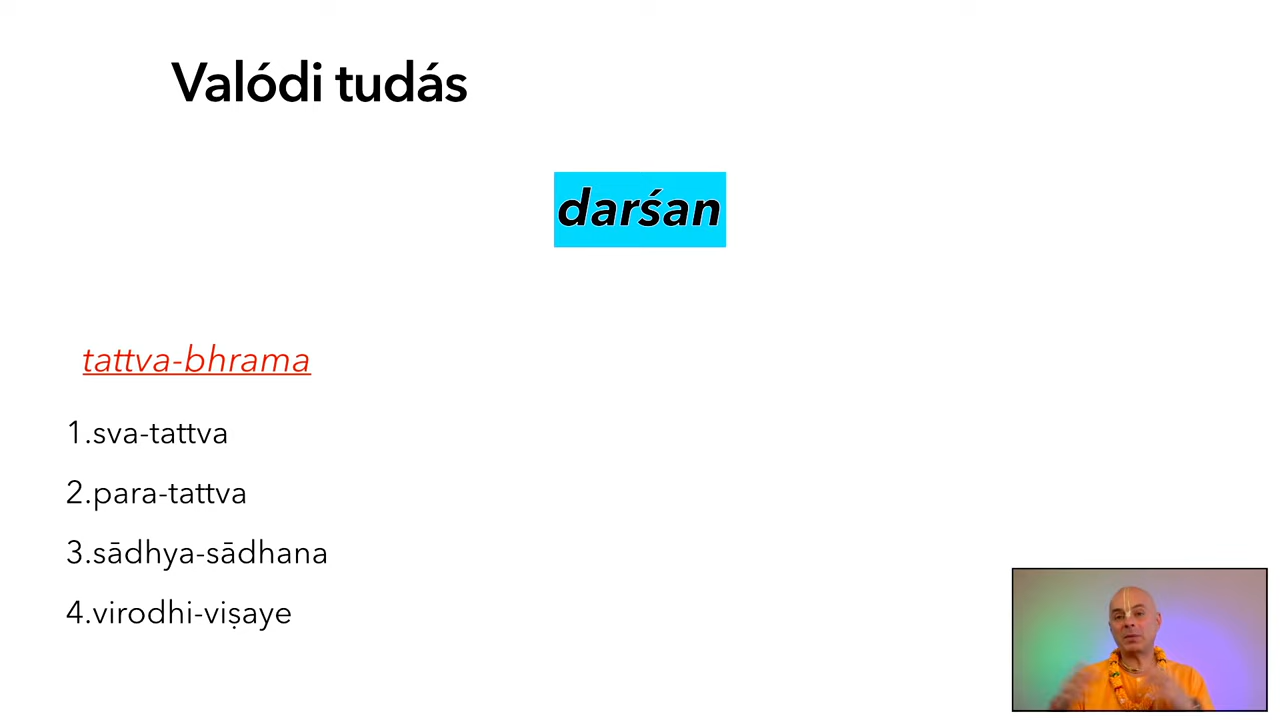 Valódi tudás
darśan
tattva-bhrama
1.sva-tattva
2.para-tattva
3.sādhya-sādhana
4.virodhi-viṣaye